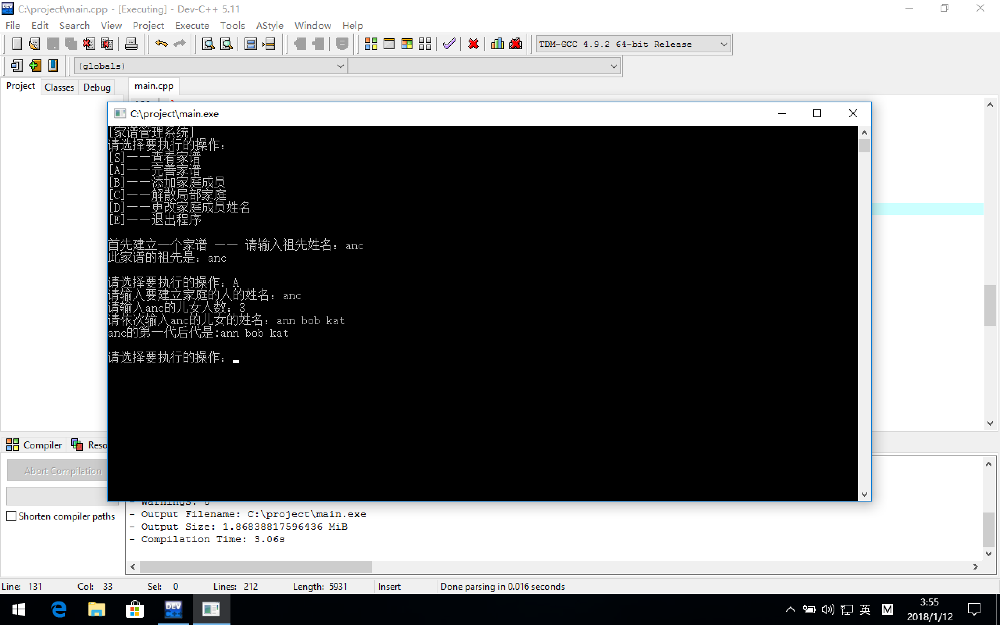 C:\project\main.cpp - [Executing] - Dev-C++ 5.11
File Edit Search View Project Execute Tools AStyle Window Help
TDM-GCC 4.9.2 64-bit Release
(globals)
Project Classes Debug main.cpp
C:\project\main.exe
[家谱管理系统]
请选择要执行的操作：
[S]——查看家谱
[A]——完善家谱
[B]——添加家庭成员
[C]——解散局部家庭
[D]——更改家庭成员姓名
[E]——退出程序
首先建立一个家谱 —— 请输入祖先姓名：anc
此家谱的祖先是：anc
请选择要执行的操作：A
请输入要建立家庭的人的姓名：anc
请输入anc的儿女人数：3
请依次输入anc的儿女的姓名：ann bob kat
anc的第一代后代是:ann bob kat
请选择要执行的操作：
Compiler Reso
Abort Compilation
Shorten compiler paths
- Warnings: 0
- Output Filename: C:\project\main.exe
- Output Size: 1.86838817596436 MiB
- Compilation Time: 3.06s
Line: 131 Col: 33 Sel: 0 Lines: 212 Length: 5931 Insert Done parsing in 0.016 seconds
DEV C++
英 M 3:55
2018/1/12